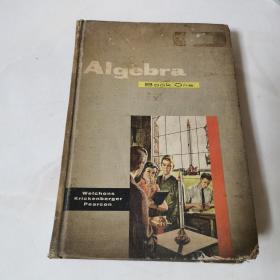 Algebra
Book One
Welchons
Krickenberger
Pearson